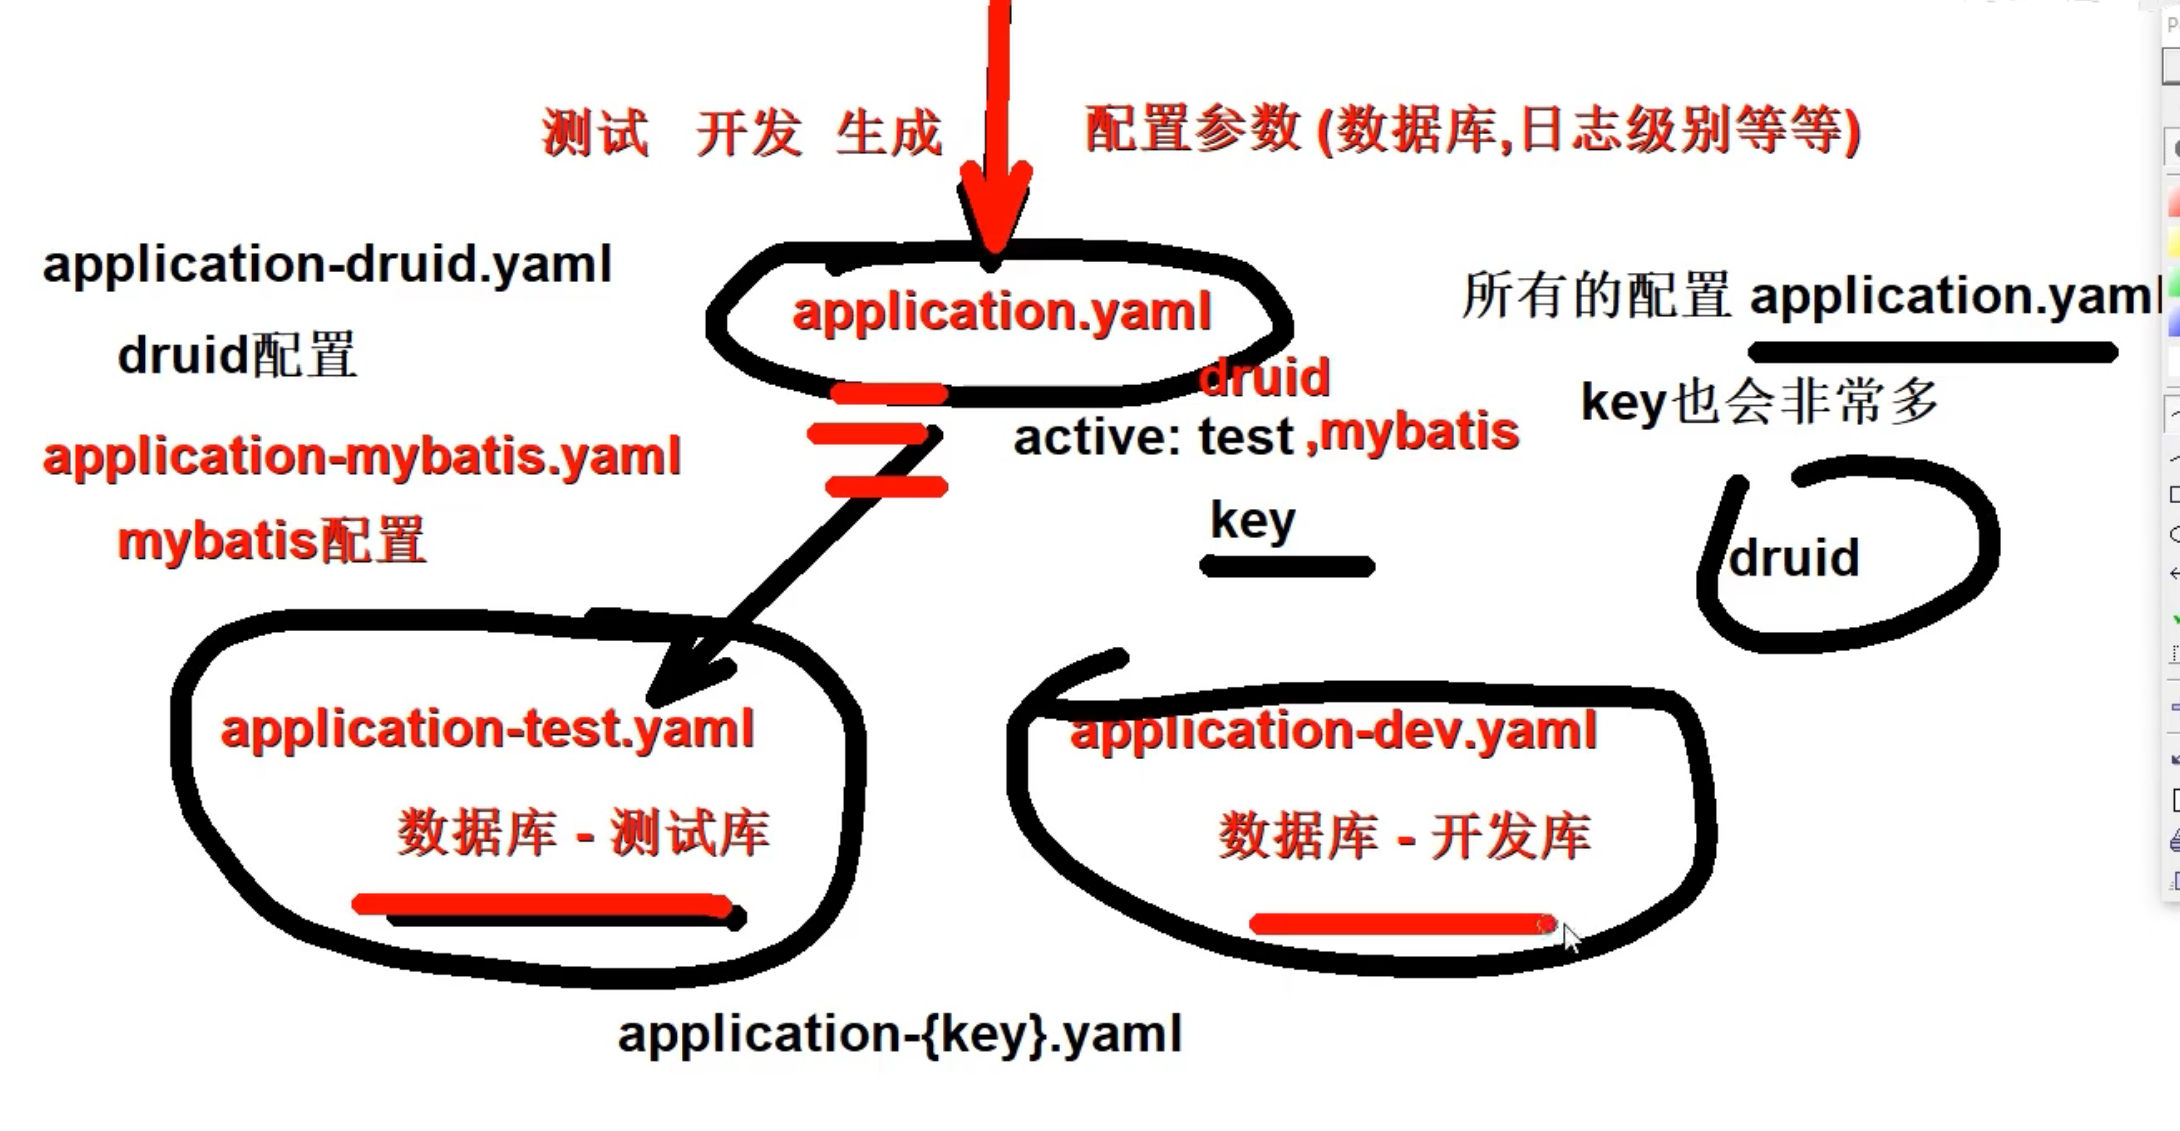 测试 开发 生成
配置参数 (数据库,日志级别等等)
application-druid.yaml
druid配置
application.yaml
所有的配置 application.yaml
key也会非常多
druid
active: test ,mybatis
application-mybatis.yaml
mybatis配置
key
druid
application-test.yaml
数据库 - 测试库
application-dev.yaml
数据库 - 开发库
application-{key}.yaml